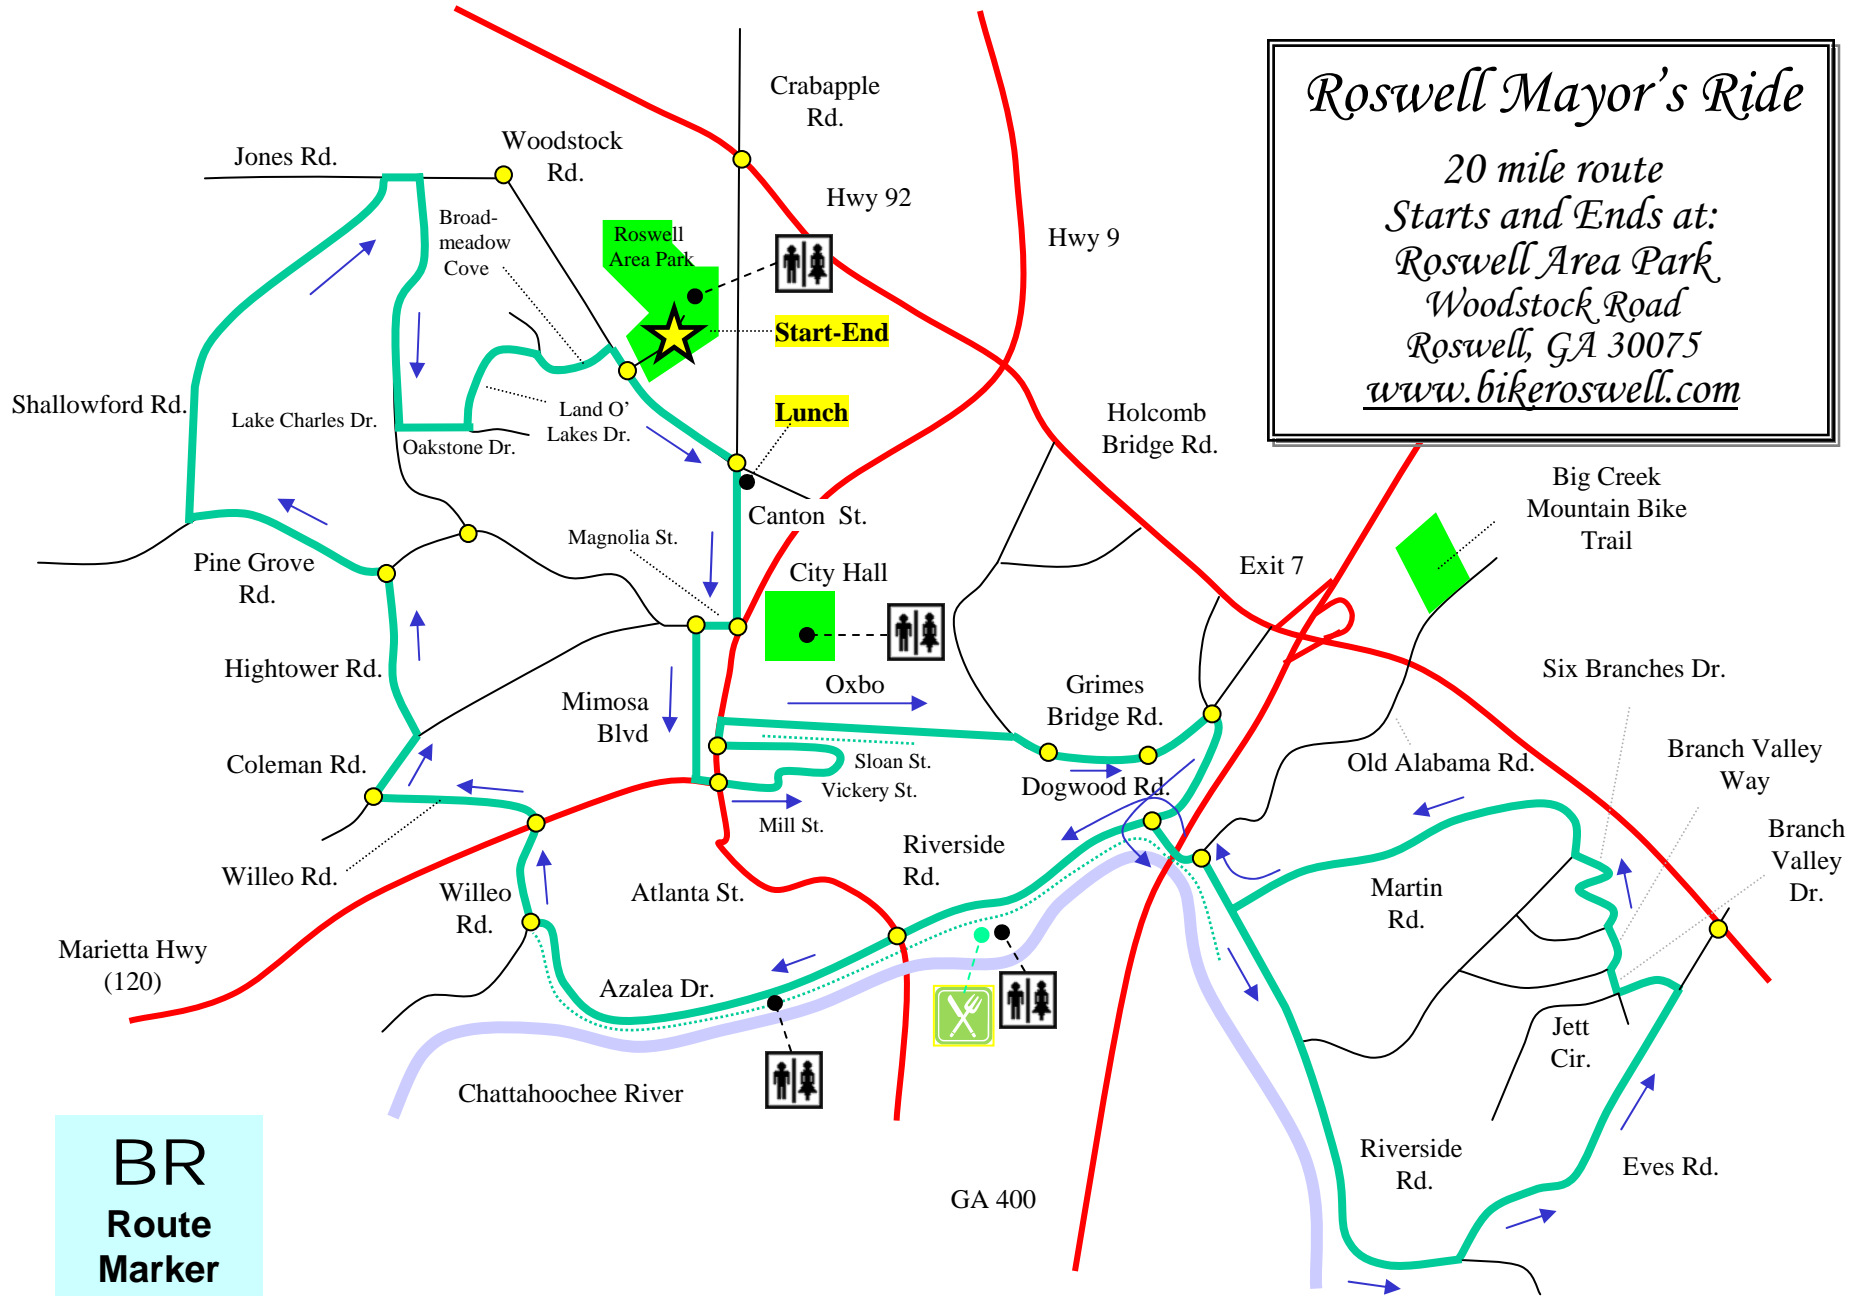 Roswell Mayor's Ride
20 mile route
Starts and Ends at:
Roswell Area Park
Woodstock Road
Roswell, GA 30075
www.bikeroswell.com
Crabapple
Rd.
Woodstock
Rd.
Jones Rd.
Hwy 92
Hwy 9
Broad-
meadow
Cove
Roswell
Area Park
Start-End
Lunch
Shallowford Rd.
Lake Charles Dr.
Land O'
Lakes Dr.
Oakstone Dr.
Holcomb
Bridge Rd.
Big Creek
Mountain Bike
Trail
Canton St.
Magnolia St.
Pine Grove
Rd.
City Hall
Exit 7
Hightower Rd.
Mimosa
Blvd
Oxbo
Grimes
Bridge Rd.
Six Branches Dr.
Coleman Rd.
Sloan St.
Vickery St.
Mill St.
Dogwood Rd.
Old Alabama Rd.
Branch Valley
Way
Branch
Valley
Dr.
Willeo Rd.
Willeo
Rd.
Atlanta St.
Riverside
Rd.
Martin
Rd.
Marietta Hwy
(120)
Azalea Dr.
Jett
Cir.
Chattahoochee River
Riverside
Rd.
Eves Rd.
GA 400
BR
Route
Marker